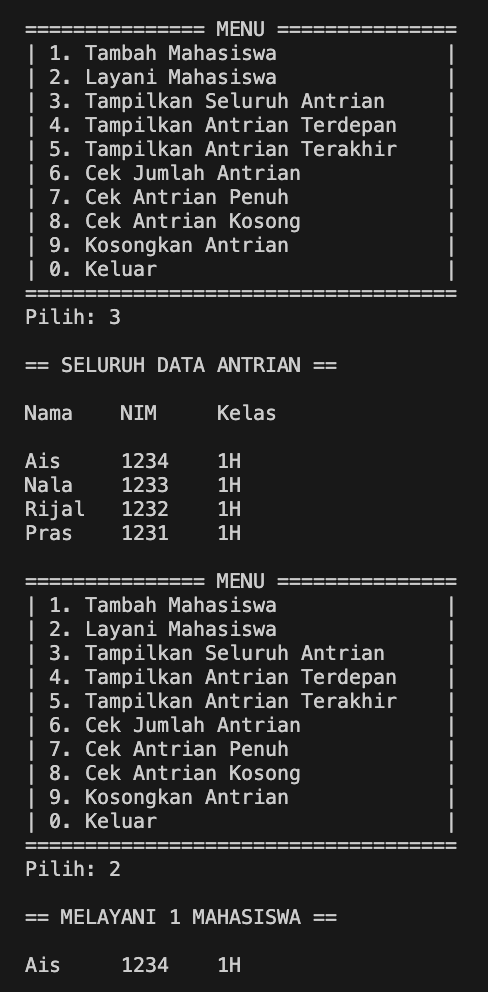 =============== MENU ===============
| 1. Tambah Mahasiswa              |
| 2. Layani Mahasiswa              |
| 3. Tampilkan Seluruh Antrian     |
| 4. Tampilkan Antrian Terdepan    |
| 5. Tampilkan Antrian Terakhir    |
| 6. Cek Jumlah Antrian            |
| 7. Cek Antrian Penuh             |
| 8. Cek Antrian Kosong            |
| 9. Kosongkan Antrian             |
| 0. Keluar                        |
====================================
Pilih: 3
== SELURUH DATA ANTRIAN ==
Nama    NIM     Kelas
Ais     1234    1H
Nala    1233    1H
Rijal   1232    1H
Pras    1231    1H
=============== MENU ===============
| 1. Tambah Mahasiswa              |
| 2. Layani Mahasiswa              |
| 3. Tampilkan Seluruh Antrian     |
| 4. Tampilkan Antrian Terdepan    |
| 5. Tampilkan Antrian Terakhir    |
| 6. Cek Jumlah Antrian            |
| 7. Cek Antrian Penuh             |
| 8. Cek Antrian Kosong            |
| 9. Kosongkan Antrian             |
| 0. Keluar                        |
====================================
Pilih: 2
== MELAYANI 1 MAHASISWA ==
Ais     1234    1H